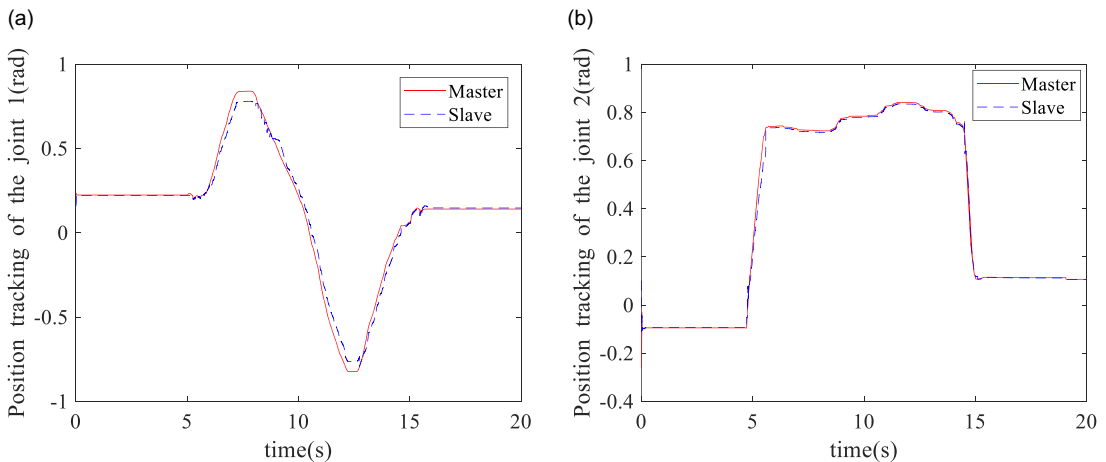 (a)
Position tracking of the joint 1(rad)
1
0.5
0
-0.5
-1
0 5 10 15 20
time(s)
Master
Slave
(b)
Position tracking of the joint 2(rad)
1
0.8
0.6
0.4
0.2
0
-0.2
-0.4
0 5 10 15 20
time(s)
Master
Slave